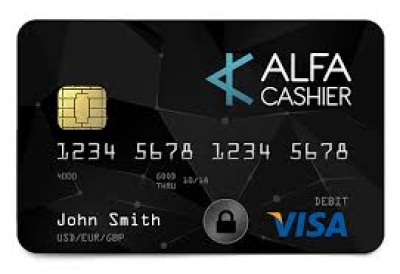 ALFA
CASHIER
1234 5678 1234 5678
4000
GOOD
THRU 10/18
DEBIT
John Smith
USD/EUR/GBP
VISA